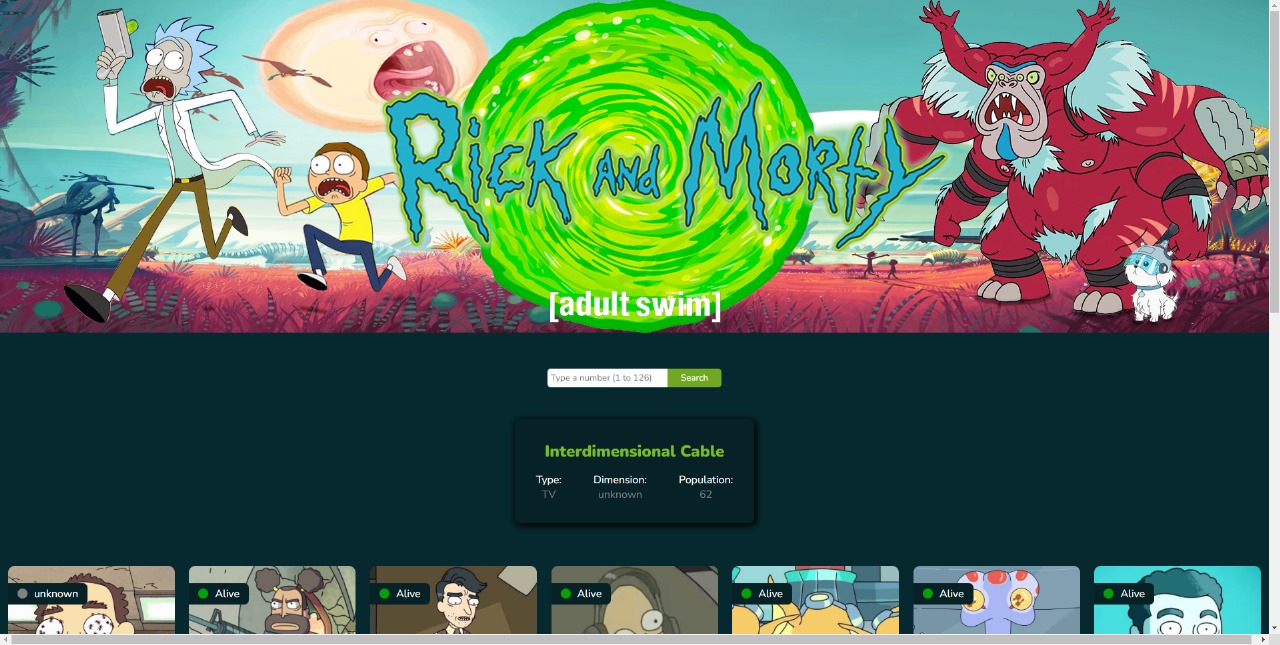 Rick and Morty
[adult swim]
Type a number (1 to 126) Search
Interdimensional Cable
Type: Dimension: Population:
TV unknown 62
unknown Alive Alive Alive Alive Alive Alive